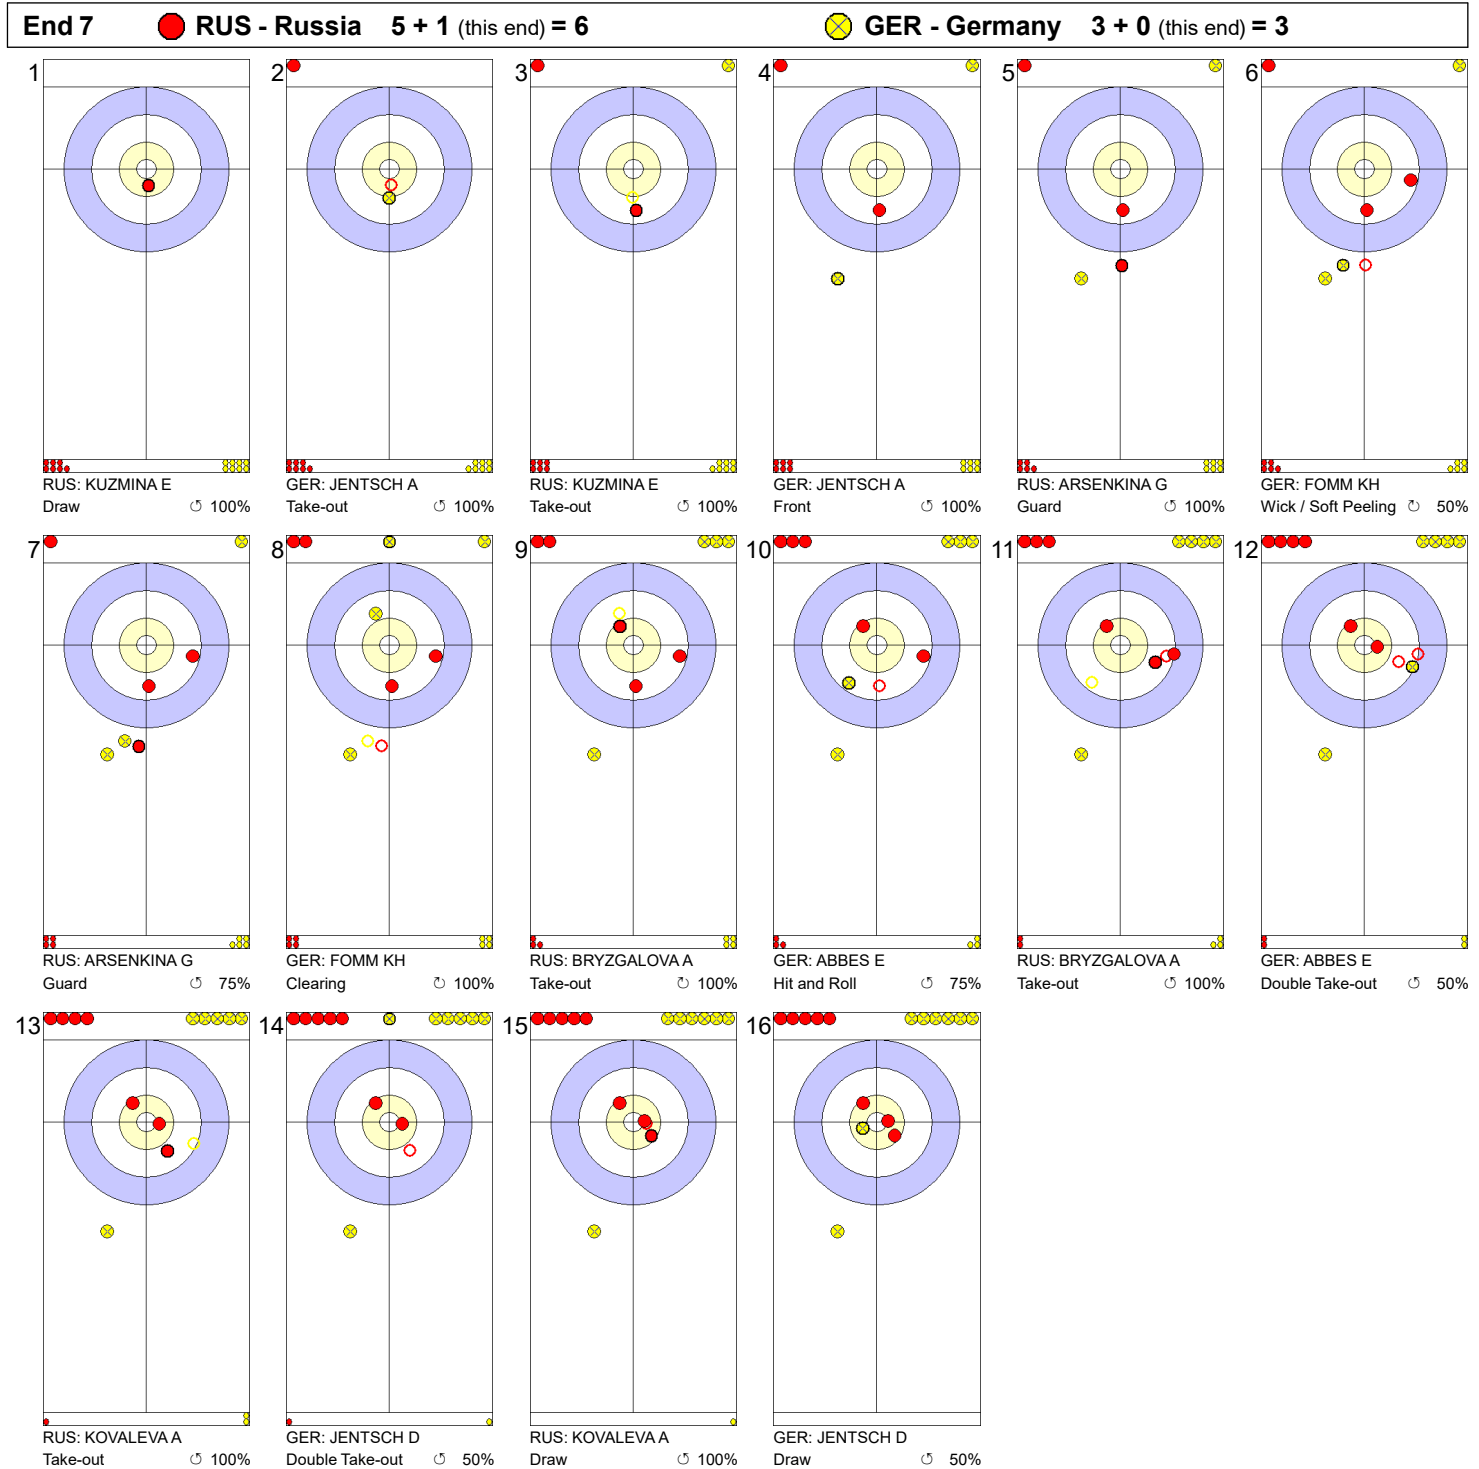 End 7 RUS - Russia 5 + 1 (this end) = 6 GER - Germany 3 + 0 (this end) = 3
1 2 3 4 5 6
RUS: KUZMINA E GER: JENTSCH A RUS: KUZMINA E GER: JENTSCH A RUS: ARSENKINA G GER: FOMM KH
Draw ↺ 100% Take-out ↺ 100% Take-out ↺ 100% Front ↺ 100% Guard ↺ 100% Wick / Soft Peeling ↻ 50%
7 8 9 10 11 12
RUS: ARSENKINA G GER: FOMM KH RUS: BRYZGALOVA A GER: ABBES E RUS: BRYZGALOVA A GER: ABBES E
Guard ↺ 75% Clearing ↻ 100% Take-out ↻ 100% Hit and Roll ↺ 75% Take-out ↺ 100% Double Take-out ↺ 50%
13 14 15 16
RUS: KOVALEVA A GER: JENTSCH D RUS: KOVALEVA A GER: JENTSCH D
Take-out ↺ 100% Double Take-out ↺ 50% Draw ↺ 100% Draw ↺ 50%